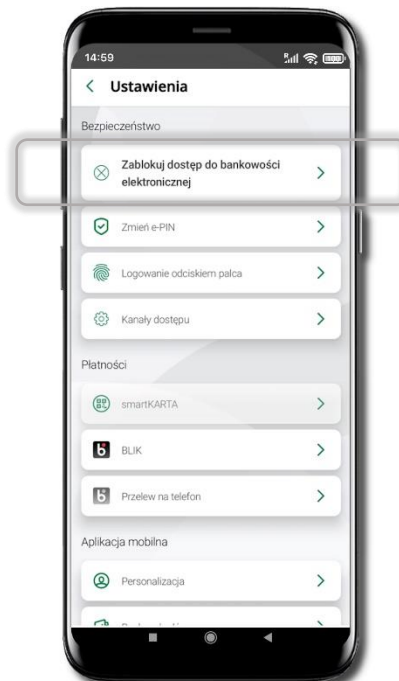 14:59
Ustawienia
Bezpieczeństwo
Zablokuj dostęp do bankowości
elektronicznej
Zmień e-PIN
Logowanie odciskiem palca
Kanały dostępu
Płatności
smartKARTA
BLIK
Przelew na telefon
Aplikacja mobilna
Personalizacja